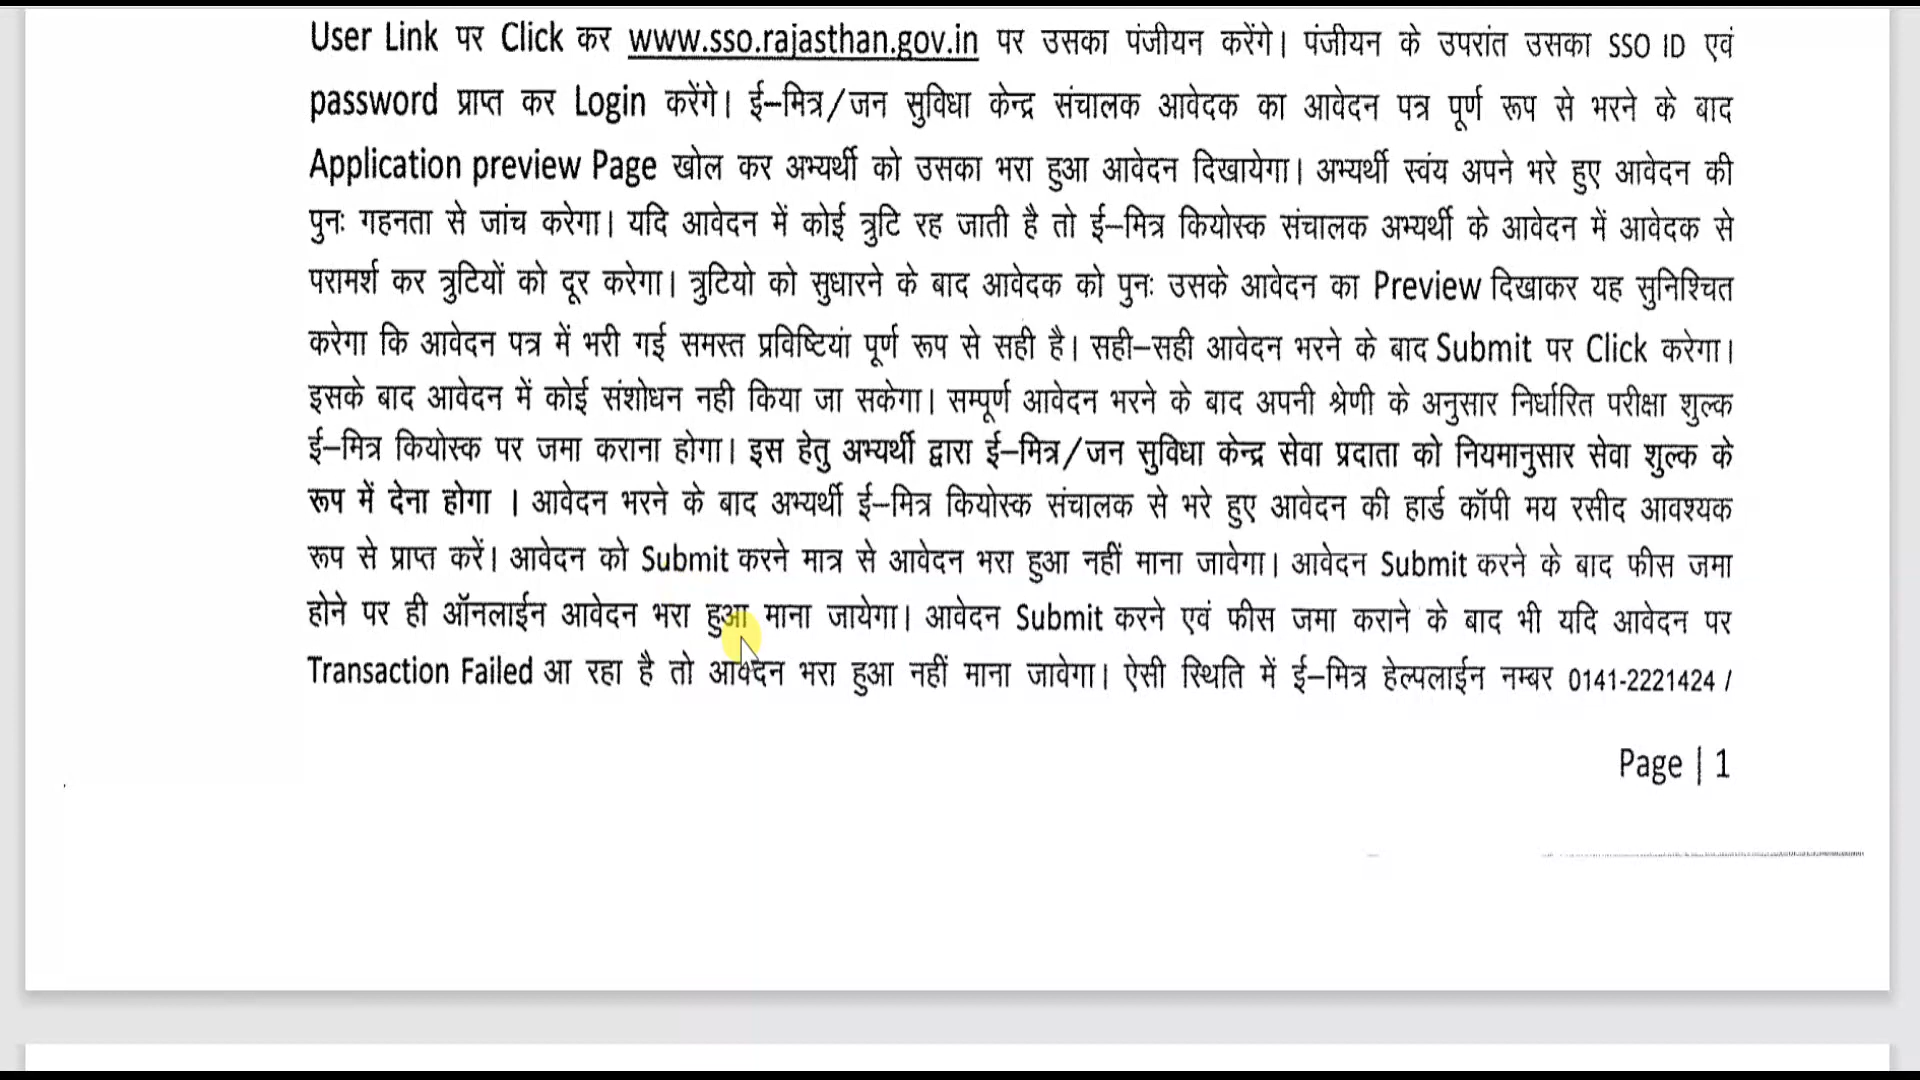 User Link पर Click कर www.sso.rajasthan.gov.in पर उसका पंजीयन करेंगे। पंजीयन के उपरांत उसका SSO ID एवं
password प्राप्त कर Login करेंगे। ई–मित्र/जन सुविधा केन्द्र संचालक आवेदक का आवेदन पत्र पूर्ण रूप से भरने के बाद
Application preview Page खोल कर अभ्यर्थी को उसका भरा हुआ आवेदन दिखायेगा। अभ्यर्थी स्वंय अपने भरे हुए आवेदन की
पुनः गहनता से जांच करेगा। यदि आवेदन में कोई त्रुटि रह जाती है तो ई–मित्र कियोस्क संचालक अभ्यर्थी के आवेदन में आवेदक से
परामर्श कर त्रुटियों को दूर करेगा। त्रुटियो को सुधारने के बाद आवेदक को पुनः उसके आवेदन का Preview दिखाकर यह सुनिश्चित
करेगा कि आवेदन पत्र में भरी गई समस्त प्रविष्टियां पूर्ण रूप से सही है। सही–सही आवेदन भरने के बाद Submit पर Click करेगा।
इसके बाद आवेदन में कोई संशोधन नही किया जा सकेगा। सम्पूर्ण आवेदन भरने के बाद अपनी श्रेणी के अनुसार निर्धारित परीक्षा शुल्क
ई–मित्र कियोस्क पर जमा कराना होगा। इस हेतु अभ्यर्थी द्वारा ई–मित्र/जन सुविधा केन्द्र सेवा प्रदाता को नियमानुसार सेवा शुल्क के
रूप में देना होगा । आवेदन भरने के बाद अभ्यर्थी ई–मित्र कियोस्क संचालक से भरे हुए आवेदन की हार्ड कॉपी मय रसीद आवश्यक
रूप से प्राप्त करें। आवेदन को Submit करने मात्र से आवेदन भरा हुआ नहीं माना जावेगा। आवेदन Submit करने के बाद फीस जमा
होने पर ही ऑनलाईन आवेदन भरा हुआ माना जायेगा। आवेदन Submit करने एवं फीस जमा कराने के बाद भी यदि आवेदन पर
Transaction Failed आ रहा है तो आवेदन भरा हुआ नहीं माना जावेगा। ऐसी स्थिति में ई–मित्र हेल्पलाईन नम्बर 0141-2221424 /
Page | 1